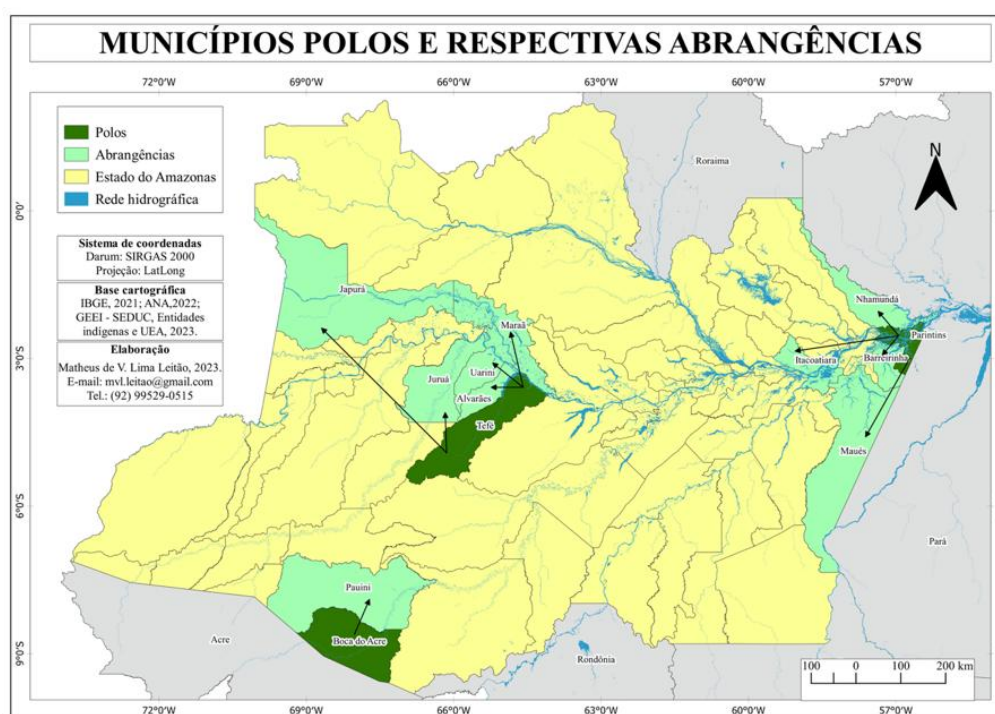 MUNICÍPIOS POLOS E RESPECTIVAS ABRANGÊNCIAS
72°0'W 69°0'W 66°0'W 63°0'W 60°0'W 57°0'W
Polos
Abrangências
Estado do Amazonas
Rede hidrográfica
Sistema de coordenadas
Darum: SIRGAS 2000
Projeção: LatLong
Base cartográfica
IBGE, 2021; ANA,2022;
GEEI - SEDUC, Entidades
indígenas e UEA, 2023.
Elaboração
Matheus de V. Lima Leitão, 2023.
E-mail: mvl.leitao@gmail.com
Tel.: (92) 99529-0515
0°0'
3°0'S
6°0'S
9°0'S
N
Roraima
Japurá
Nhamundá
Maraã
Parintins
Itacoatiara
Barreirinha
Uarini
Juruá
Alvarães
Tefé
Maués
Pará
Pauini
Boca do Acre
Acre
Rondônia
100 0 100 200 km
72°0'W 69°0'W 66°0'W 63°0'W 60°0'W 57°0'W